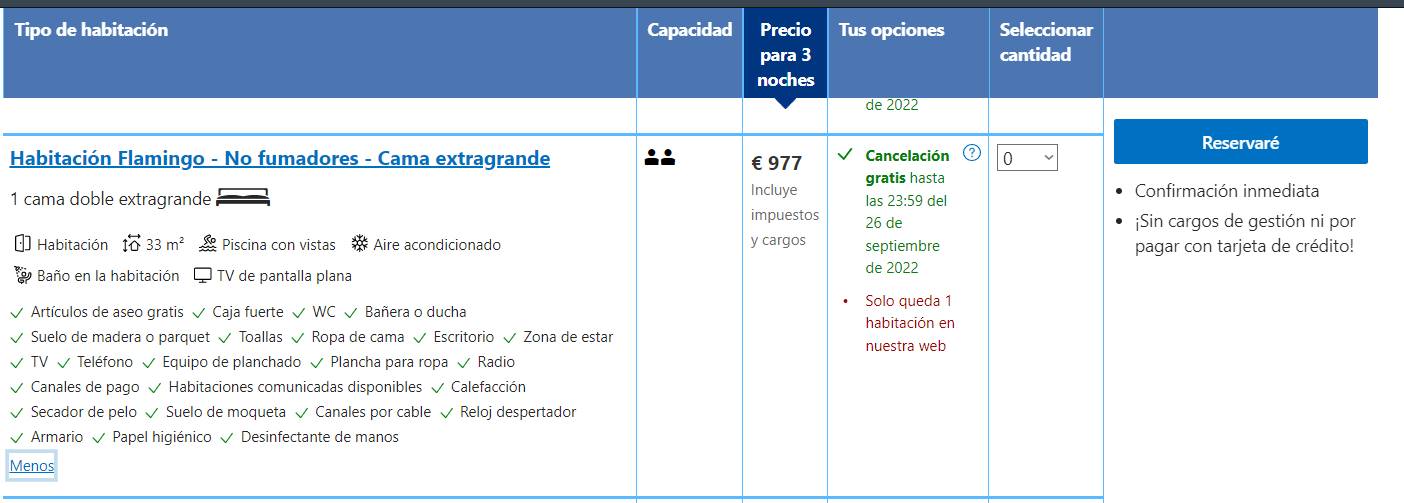 Tipo de habitación
Capacidad
Precio
para 3
noches
Tus opciones
Seleccionar
cantidad
de 2022
Habitación Flamingo - No fumadores - Cama extragrande
1 cama doble extragrande
Habitación 33 m² Piscina con vistas Aire acondicionado
Baño en la habitación TV de pantalla plana
Artículos de aseo gratis Caja fuerte WC Bañera o ducha
Suelo de madera o parquet Toallas Ropa de cama Escritorio Zona de estar
TV Teléfono Equipo de planchado Plancha para ropa Radio
Canales de pago Habitaciones comunicadas disponibles Calefacción
Secador de pelo Suelo de moqueta Canales por cable Reloj despertador
Armario Papel higiénico Desinfectante de manos
Menos
€ 977
Incluye
impuestos
y cargos
Cancelación
gratis hasta
las 23:59 del
26 de
septiembre
de 2022
• Solo queda 1
habitación en
nuestra web
0
Reservaré
• Confirmación inmediata
• ¡Sin cargos de gestión ni por
pagar con tarjeta de crédito!